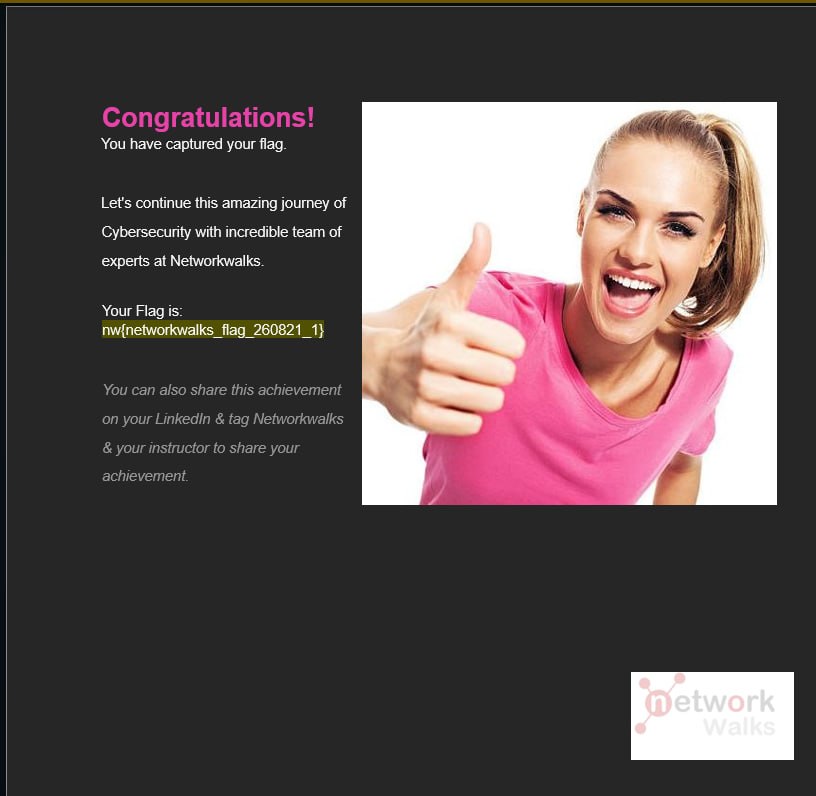 Congratulations!
You have captured your flag.
Let's continue this amazing journey of
Cybersecurity with incredible team of
experts at Networkwalks.
Your Flag is:
nw{networkwalks_flag_260821_1}
You can also share this achievement
on your LinkedIn & tag Networkwalks
& your instructor to share your
achievement.
network
Walks